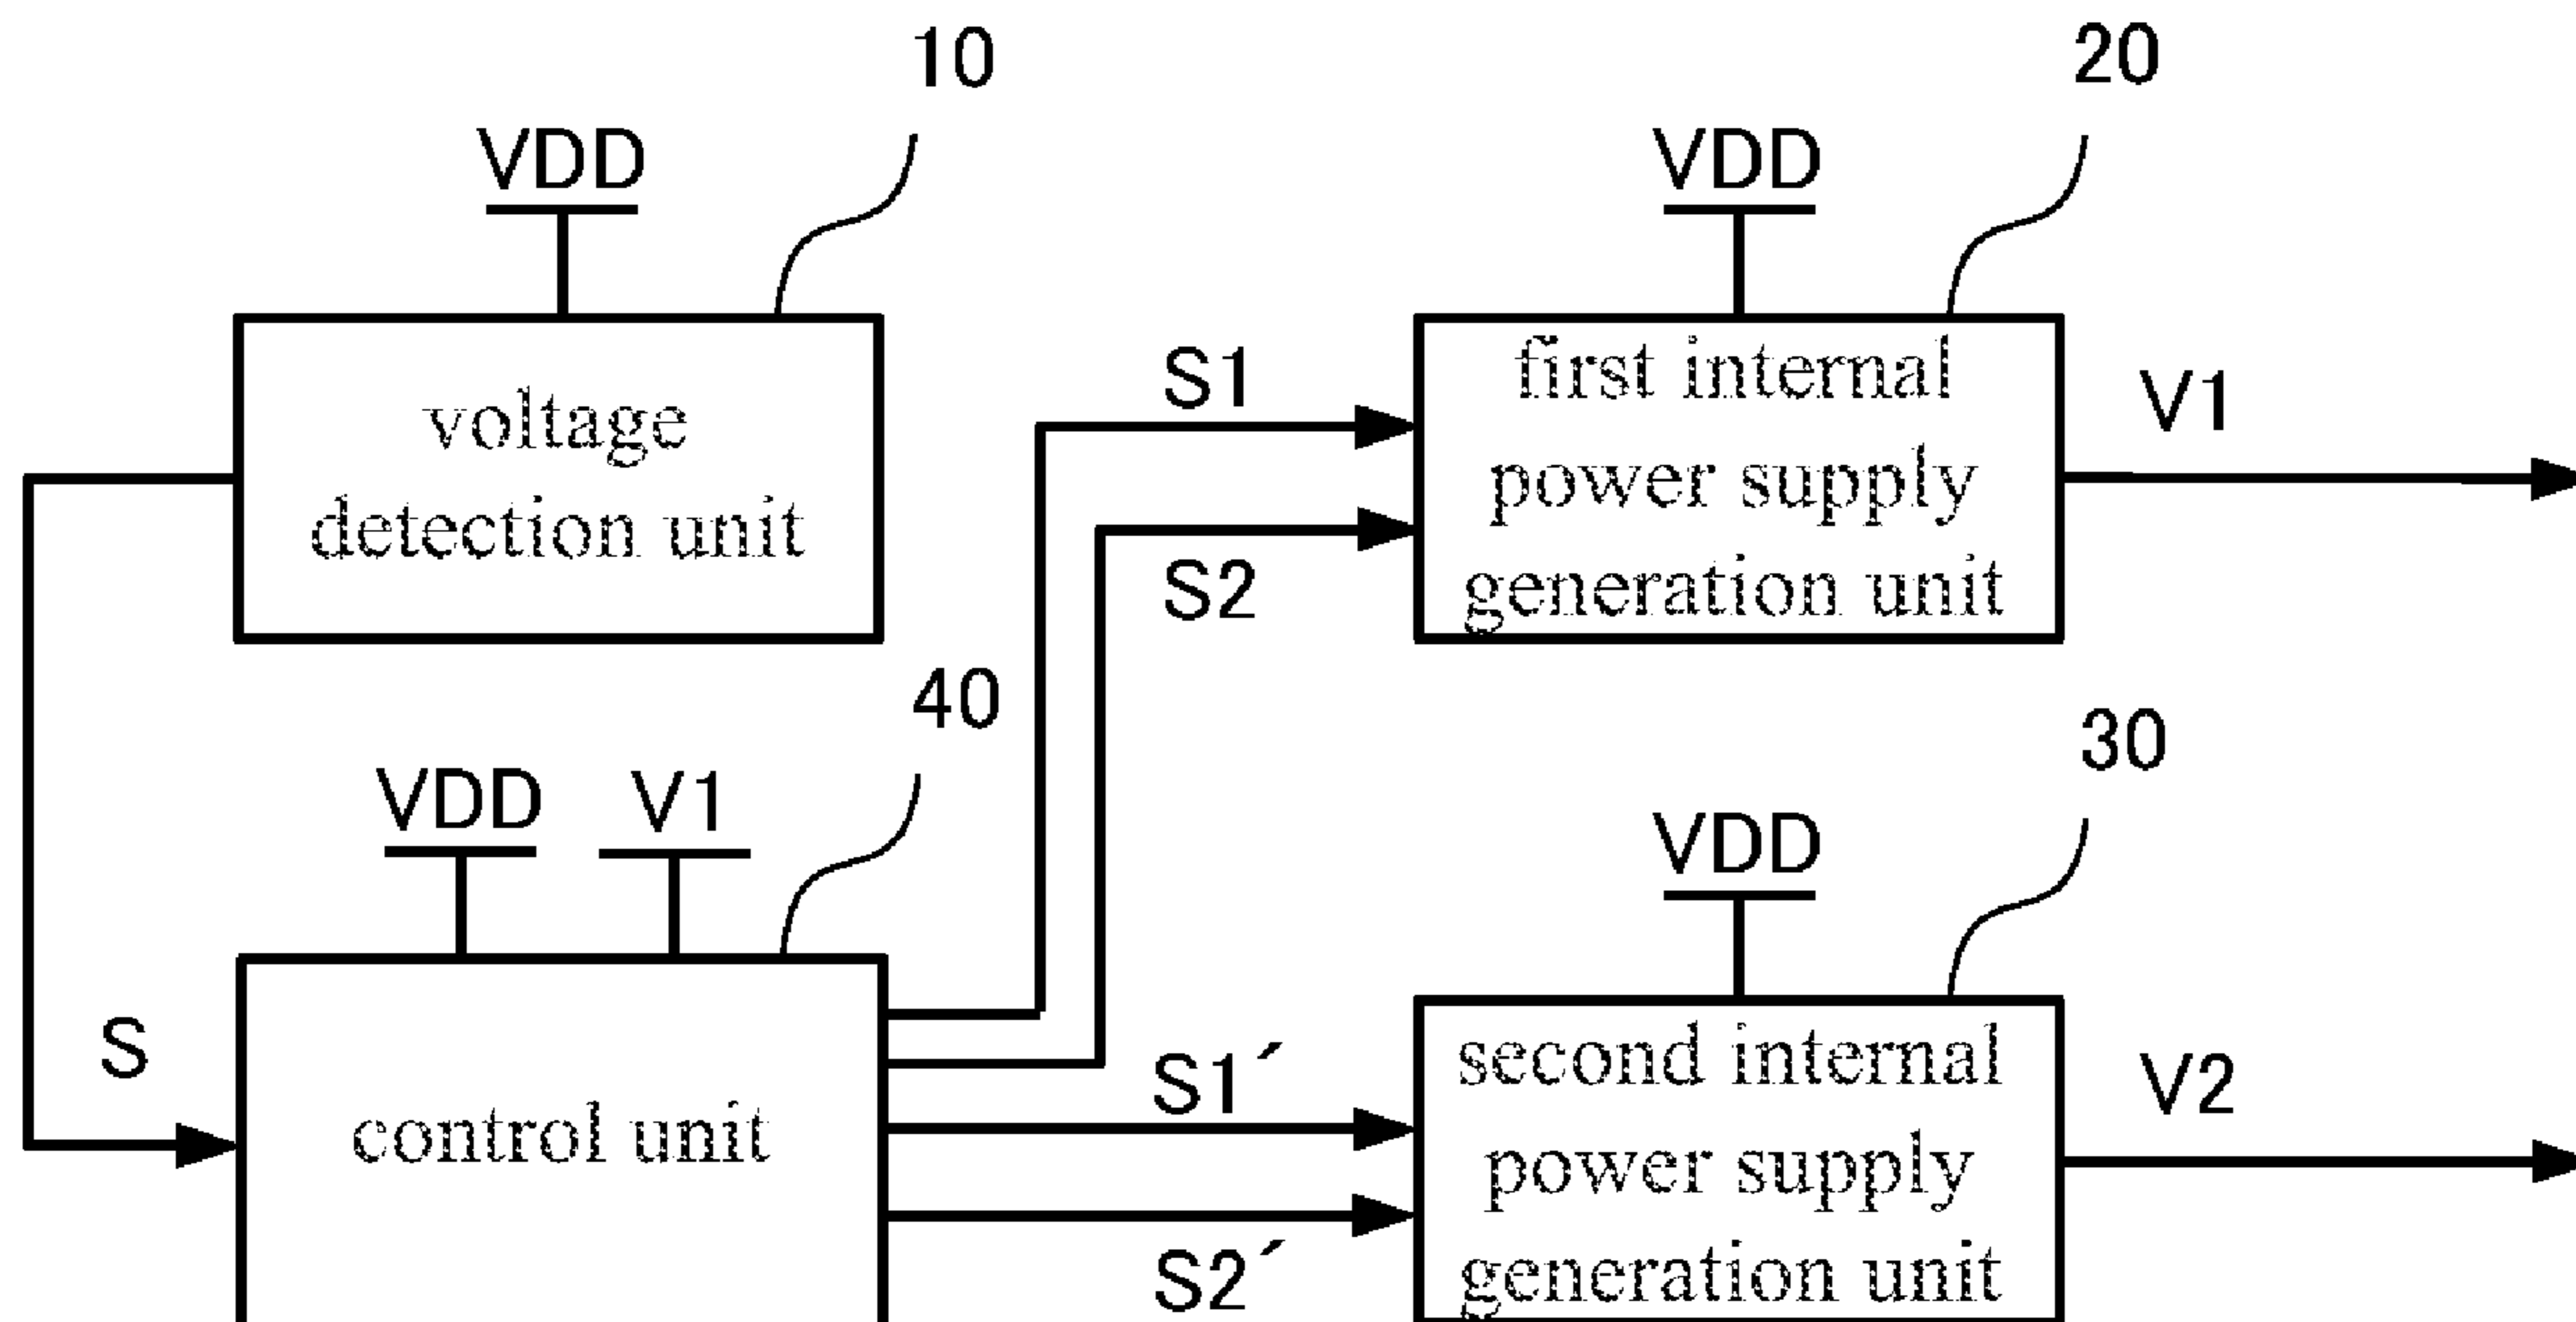 10
20
VDD
VDD
voltage
detection unit
S1
S2
first internal
power supply
generation unit
V1
40
30
VDD
V1
VDD
S
control unit
S1´
S2´
second internal
power supply
generation unit
V2